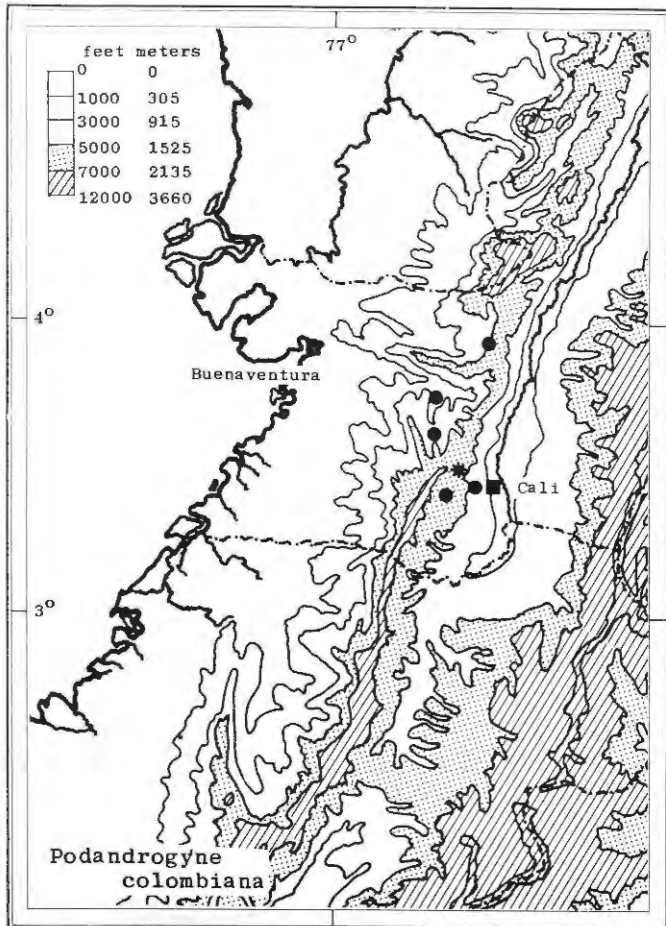 77°
feet meters
0 0
1000 305
3000 915
5000 1525
7000 2135
12000 3660
4°
Buenaventura
Cali
3°
Podandrogyne
colombiana